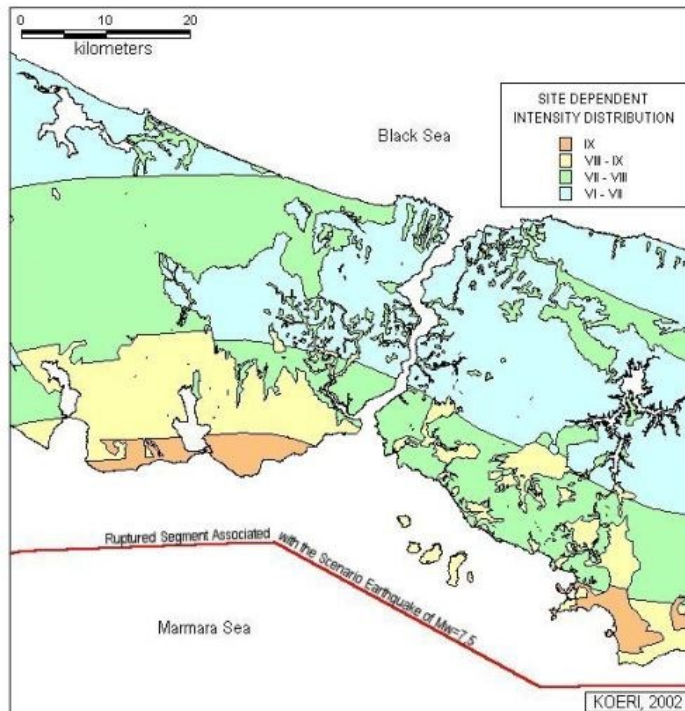 0 10 20
kilometers
SITE DEPENDENT
INTENSITY DISTRIBUTION
IX
VIII - IX
VII - VIII
VI - VII
Black Sea
Ruptured Segment Associated with the Scenario Earthquake of Mw=7.5
Marmara Sea
KOERI, 2002